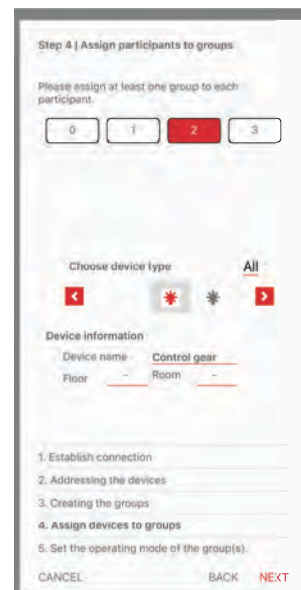 Step 4 | Assign participants to groups
Please assign at least one group to each
participant.
0 1 2 3
Choose device type All
Device information
Device name Control gear
Floor - Room -
1. Establish connection
2. Addressing the devices
3. Creating the groups
4. Assign devices to groups
5. Set the operating mode of the group(s).
CANCEL BACK NEXT